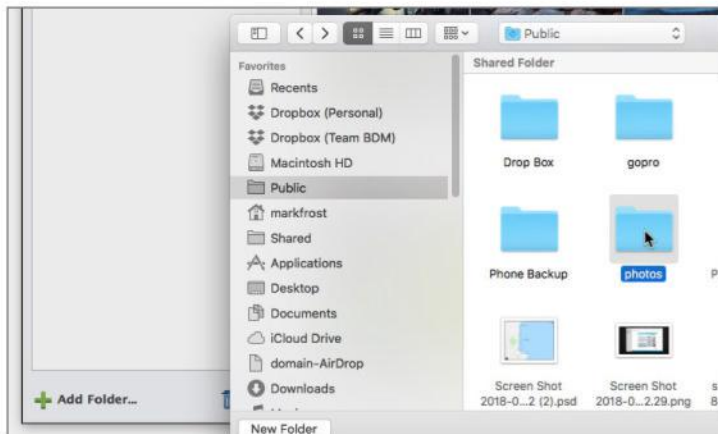 Public
Favorites
Recents
Dropbox (Personal)
Dropbox (Team BDM)
Macintosh HD
Public
markfrost
Shared
Applications
Desktop
Documents
iCloud Drive
domain-AirDrop
Downloads
Shared Folder
Drop Box
gopro
Phone Backup
photos
Screen Shot
2018-0...2 (2).psd
Screen Shot
2018-0...2.29.png
Add Folder...
New Folder